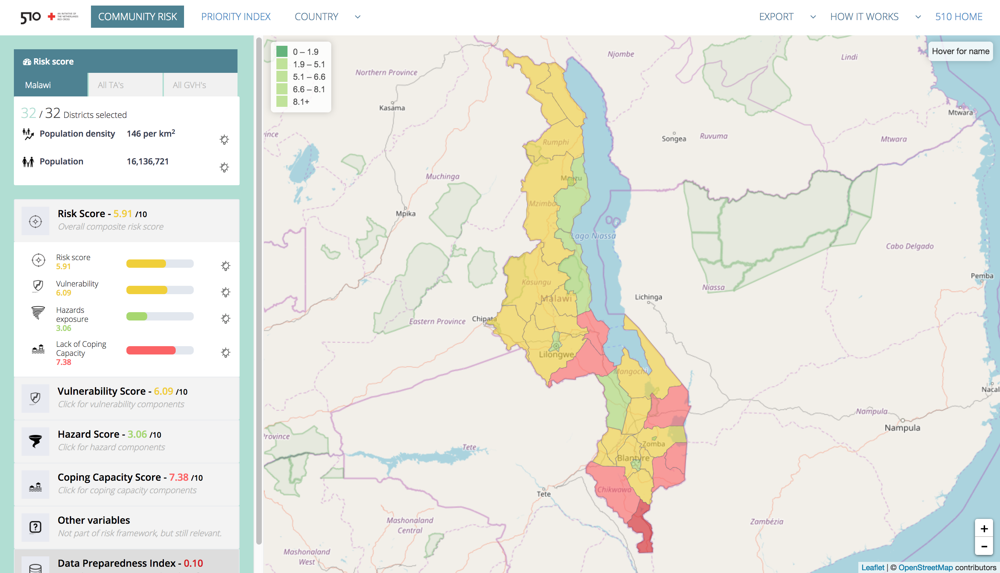 510
AN INITIATIVE OF
THE NETHERLANDS
RED CROSS
COMMUNITY RISK
PRIORITY INDEX
COUNTRY
EXPORT
HOW IT WORKS
510 HOME
Risk score
Malawi
All TA's
All GVH's
32 / 32 Districts selected
Population density 146 per km²
Population 16,136,721
Risk Score - 5.91 /10
Overall composite risk score
Risk score
5.91
Vulnerability
6.09
Hazards
exposure
3.06
Lack of Coping
Capacity
7.38
Vulnerability Score - 6.09 /10
Click for vulnerability components
Hazard Score - 3.06 /10
Click for hazard components
Coping Capacity Score - 7.38 /10
Click for coping capacity components
Other variables
Not part of risk framework, but still relevant.
Data Preparedness Index - 0.10
0 – 1.9
1.9 – 5.1
5.1 – 6.6
6.6 – 8.1
8.1+
Hover for name
Njombe
Lindi
Northern Province
Kasama
Mtwara
ince
Songea
Ruvuma
Mtwara
Rumphi
Muchinga
Mzuzu
Mzimba
Mpika
Lago Niassa
Cabo Delgado
Pemba
Kasungu
Niassa
Malawi
Lichinga
Chipata
Eastern Province
Lilongwe
Mangochi
Nacal
Nampula
Nampula
Province
Zomba
Tete
Blantyre
Chikwawa
Tete
Mashonaland
Central
Zambézia
Mashonaland
West
+
−
Leaflet | © OpenStreetMap contributors